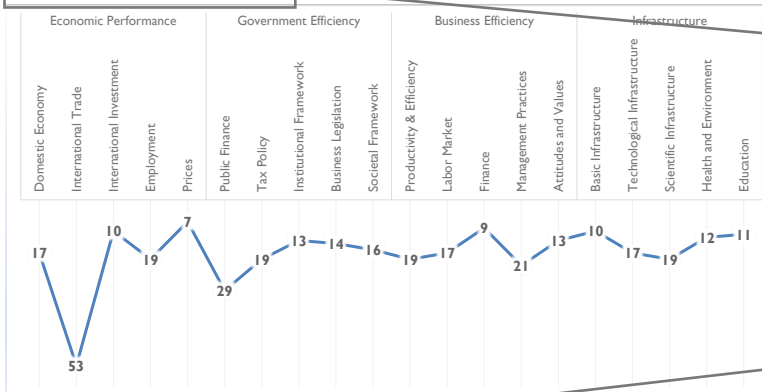 Economic Performance
Government Efficiency
Business Efficiency
Infrastructure
Domestic Economy
International Trade
International Investment
Employment
Prices
Public Finance
Tax Policy
Institutional Framework
Business Legislation
Societal Framework
Productivity & Efficiency
Labor Market
Finance
Management Practices
Attitudes and Values
Basic Infrastructure
Technological Infrastructure
Scientific Infrastructure
Health and Environment
Education
17
53
10
19
7
29
19
13
14
16
19
17
9
21
13
10
17
19
12
11